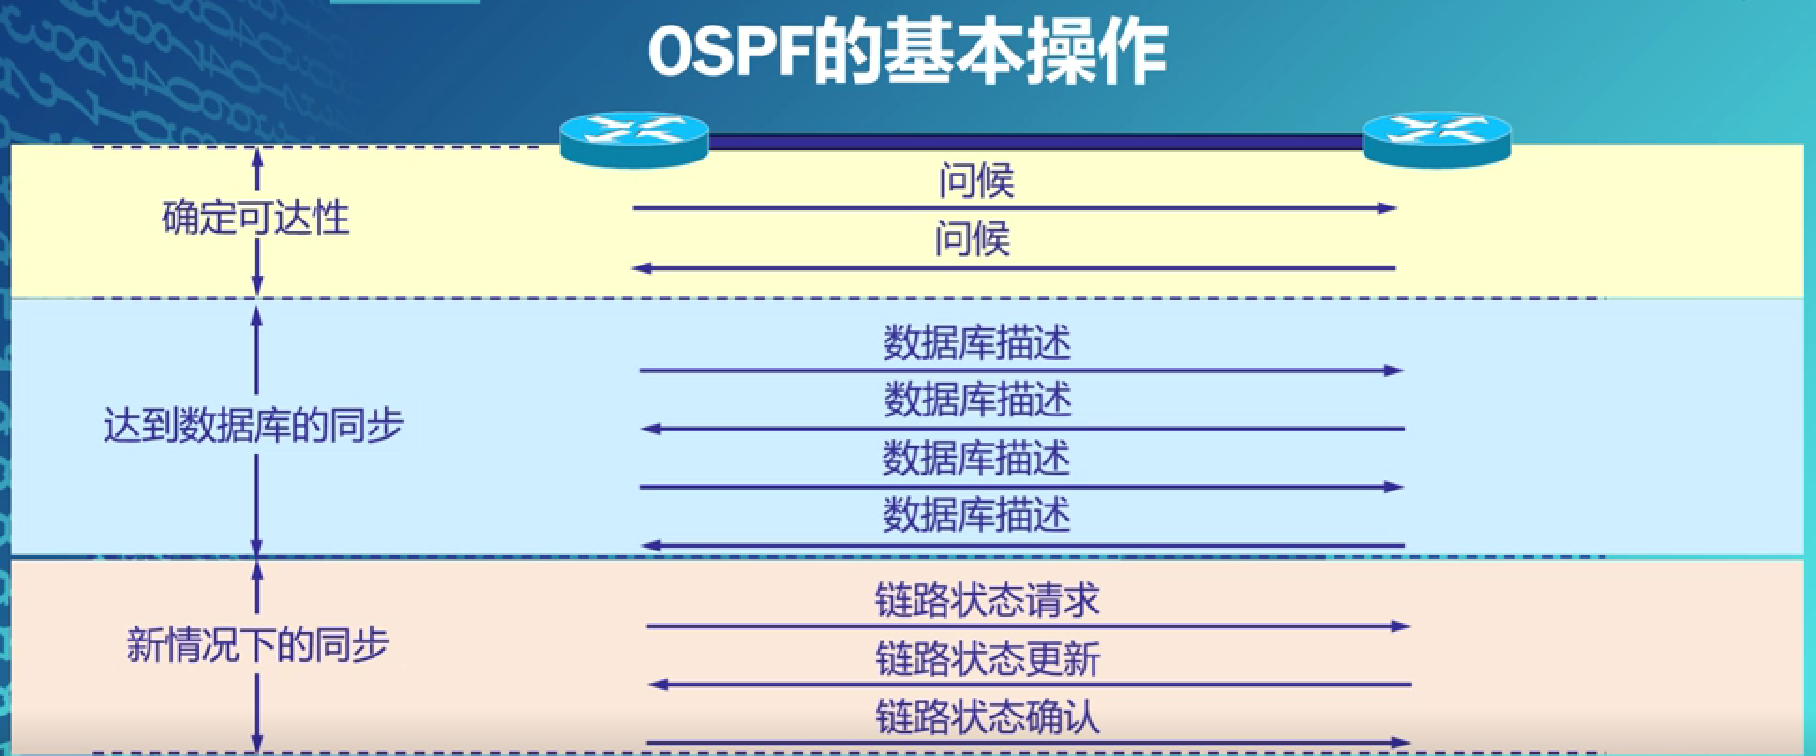 OSPF的基本操作
问候
确定可达性
问候
数据库描述
数据库描述
达到数据库的同步
数据库描述
数据库描述
链路状态请求
新情况下的同步
链路状态更新
链路状态确认